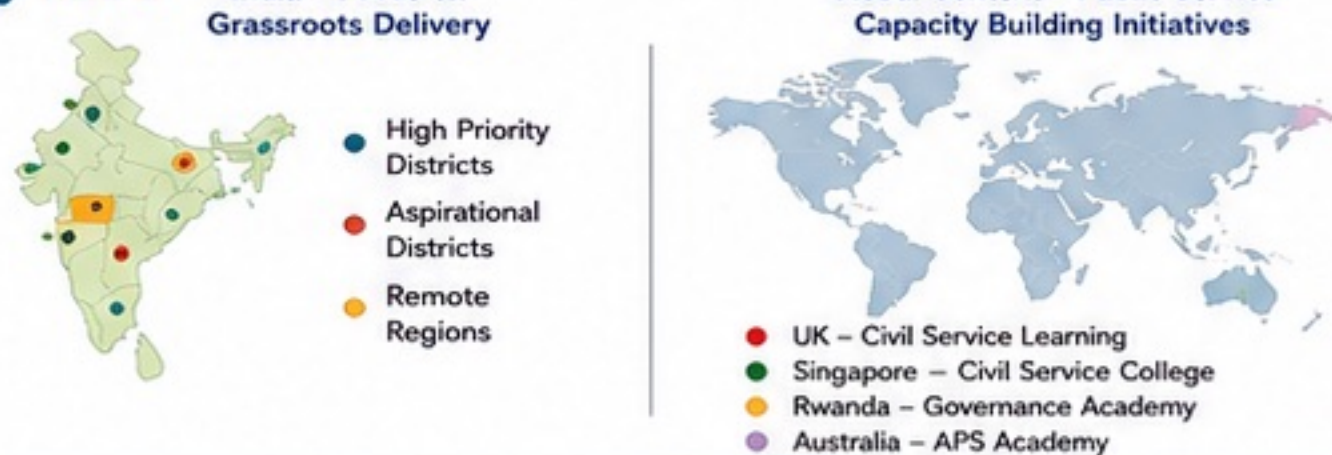 Grassroots Delivery
High Priority
Districts
Aspirational
Districts
Remote
Regions
Capacity Building Initiatives
UK – Civil Service Learning
Singapore – Civil Service College
Rwanda – Governance Academy
Australia – APS Academy